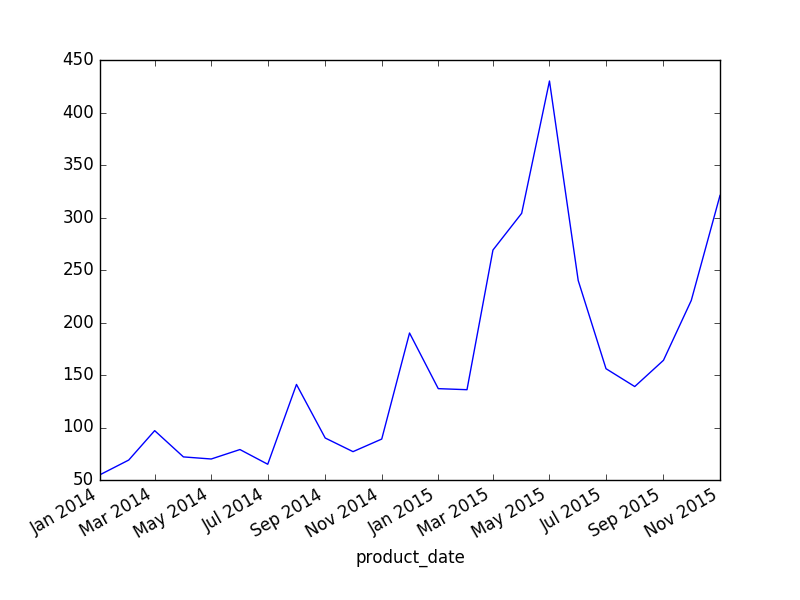 450
400
350
300
250
200
150
100
50
Jan 2014
Mar 2014
May 2014
Jul 2014
Sep 2014
Nov 2014
Jan 2015
Mar 2015
May 2015
Jul 2015
Sep 2015
Nov 2015
product_date